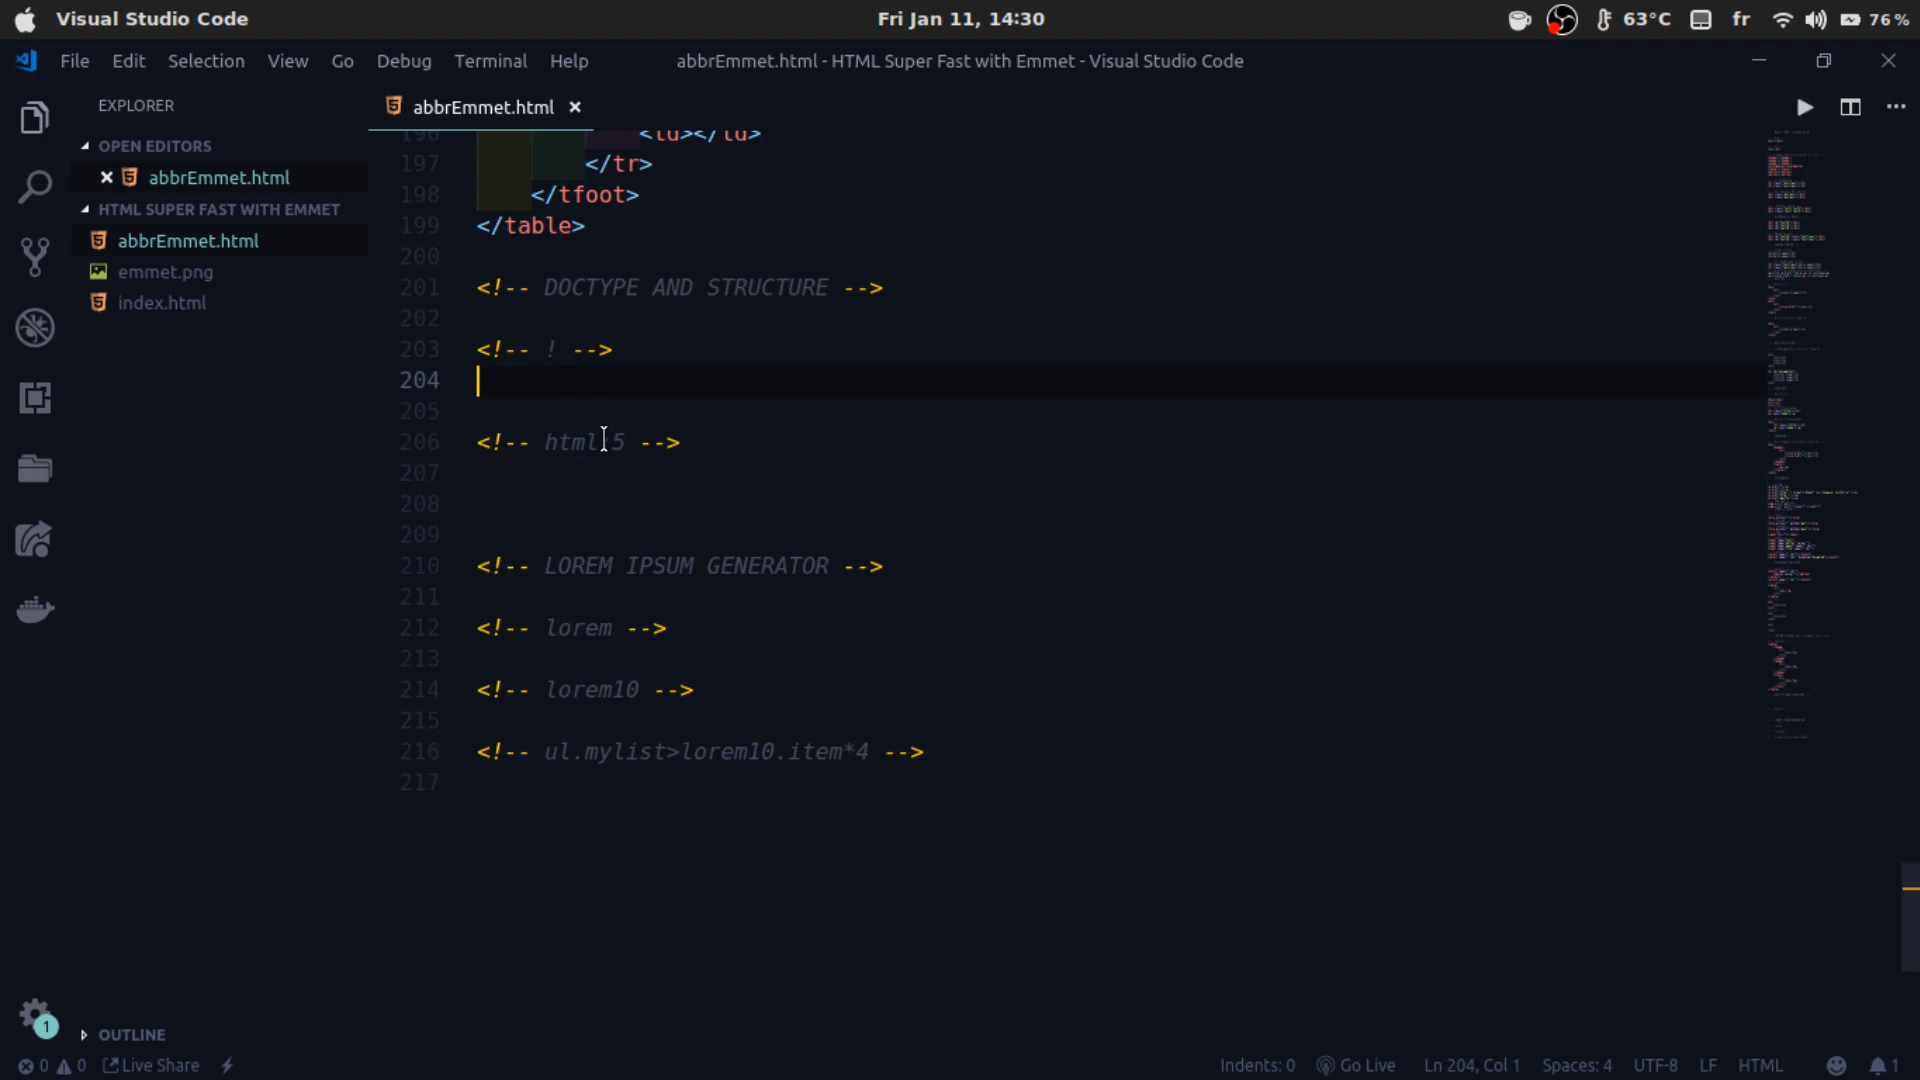 Visual Studio Code
Fri Jan 11, 14:30
63°C
fr
76 %
File Edit Selection View Go Debug Terminal Help
abbrEmmet.html - HTML Super Fast with Emmet - Visual Studio Code
EXPLORER
OPEN EDITORS
abbrEmmet.html
HTML SUPER FAST WITH EMMET
abbrEmmet.html
emmet.png
index.html
OUTLINE
abbrEmmet.html
196 <td></td>
197 </tr>
198 </tfoot>
199 </table>
200
201 <!-- DOCTYPE AND STRUCTURE -->
202
203 <!-- ! -->
204
205
206 <!-- html:5 -->
207
208
209
210 <!-- LOREM IPSUM GENERATOR -->
211
212 <!-- lorem -->
213
214 <!-- lorem10 -->
215
216 <!-- ul.mylist>lorem10.item*4 -->
217
1
0 0 Live Share
Indents: 0 Go Live Ln 204, Col 1 Spaces: 4 UTF-8 LF HTML 1